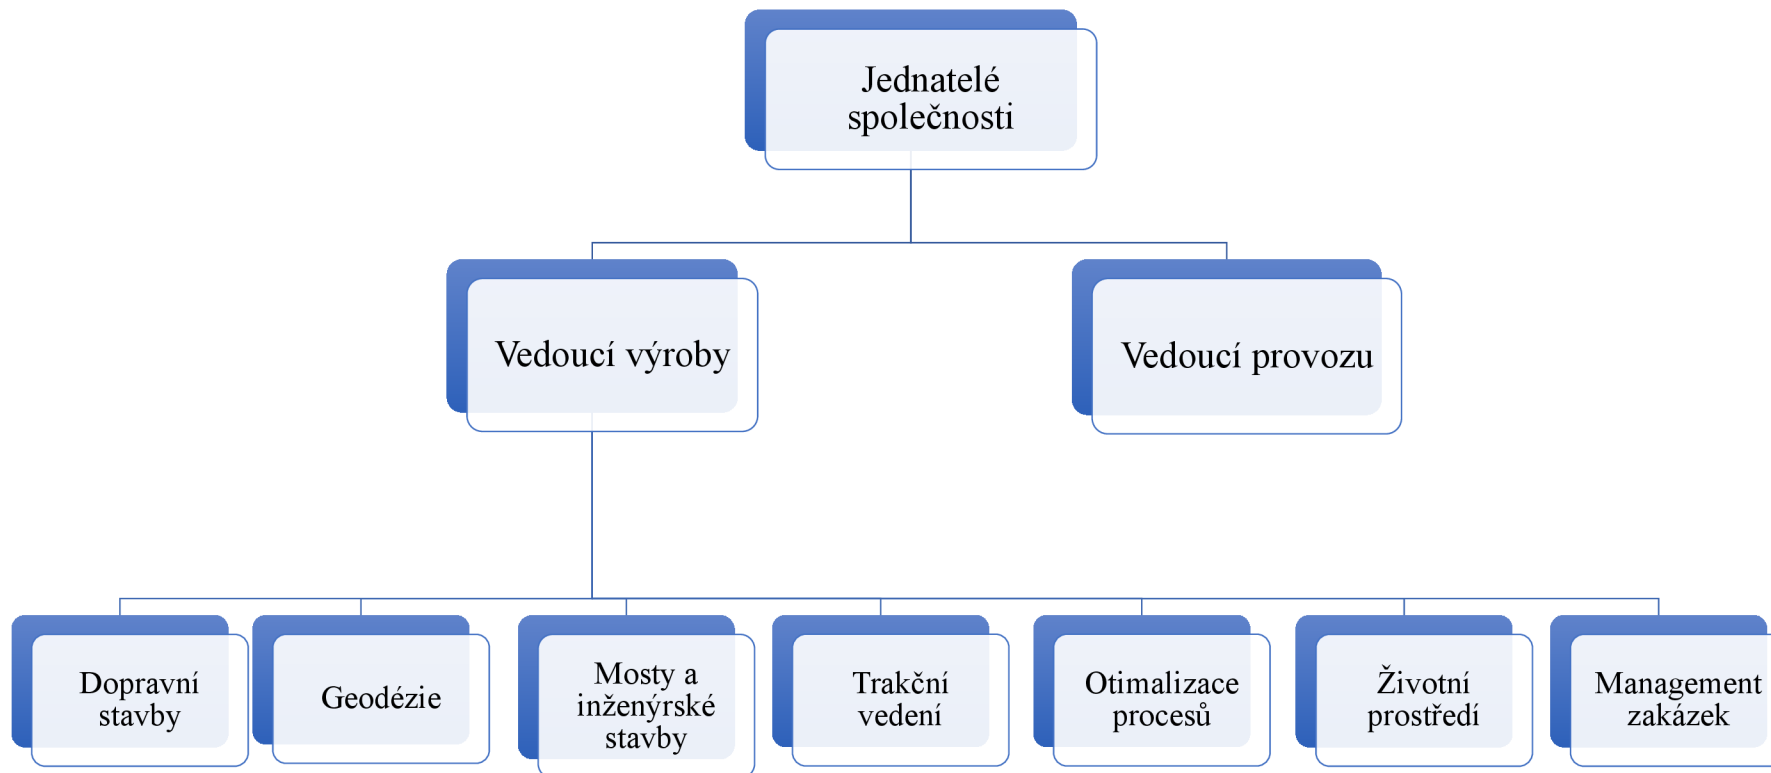 Jednatelé
společnosti
Vedoucí výroby
Vedoucí provozu
Dopravní
stavby
Geodézie
Mosty a
inženýrské
stavby
Trakční
vedení
Otimalizace
procesů
Životní
prostředí
Management
zakázek